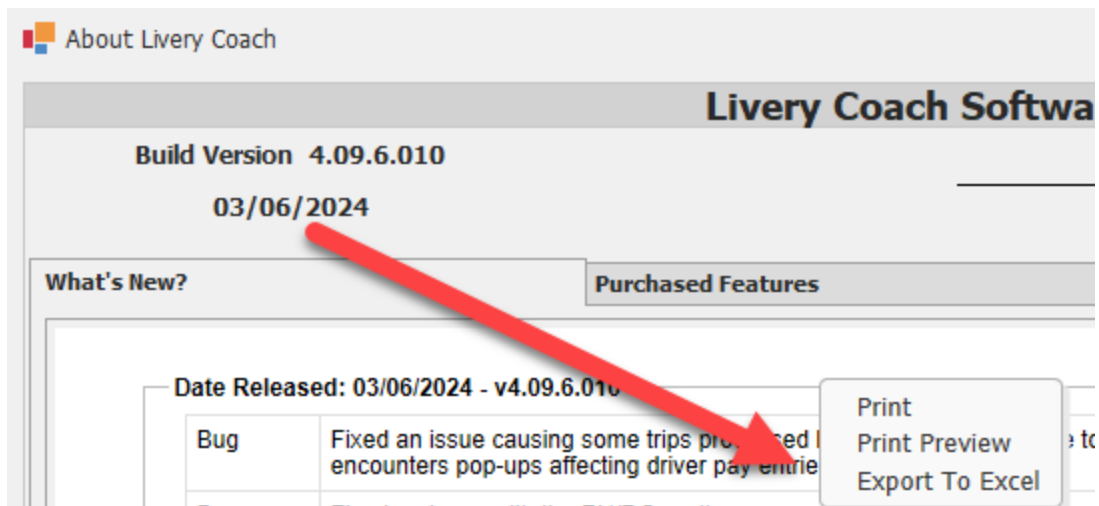 About Livery Coach
Livery Coach
Build Version 4.09.6.010
03/06/2024
What's New?
Purchased Features
Date Released: 03/06/2024 - v4.09.6.010
Bug
Fixed an issue causing some trips
encounters pop-ups affecting driver pay
Print
Print Preview
Export To Excel